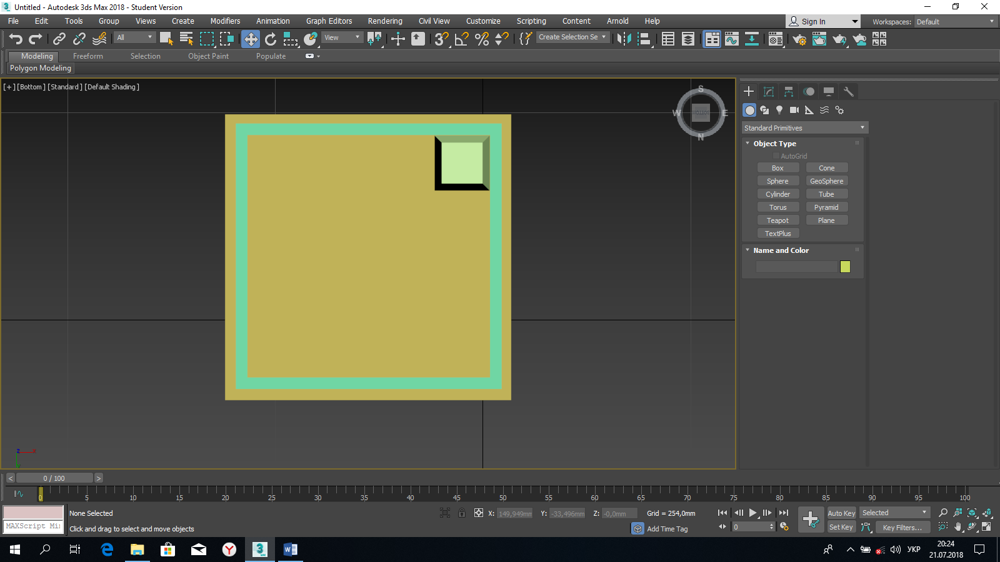 Untitled - Autodesk 3ds Max 2018 - Student Version
File Edit Tools Group Views Create Modifiers Animation Graph Editors Rendering Civil View Customize Scripting Content Arnold Help Sign In Workspaces: Default
All View Create Selection Se
Modeling Freeform Selection Object Paint Populate
Polygon Modeling
[+] [Bottom] [Standard] [Default Shading]
S
W BOTTOM E
N
Standard Primitives
Object Type
AutoGrid
Box Cone
Sphere GeoSphere
Cylinder Tube
Torus Pyramid
Teapot Plane
TextPlus
Name and Color
z x
y
< 0 / 100 >
0 5 10 15 20 25 30 35 40 45 50 55 60 65 70 75 80 85 90 95 100
None Selected X: 149,949mm Y: -33,496mm Z: -0,0mm Grid = 254,0mm Auto Key Selected
MAXScript Mi Click and drag to select and move objects Add Time Tag 0 Set Key Key Filters...
УКР 20:24
21.07.2018